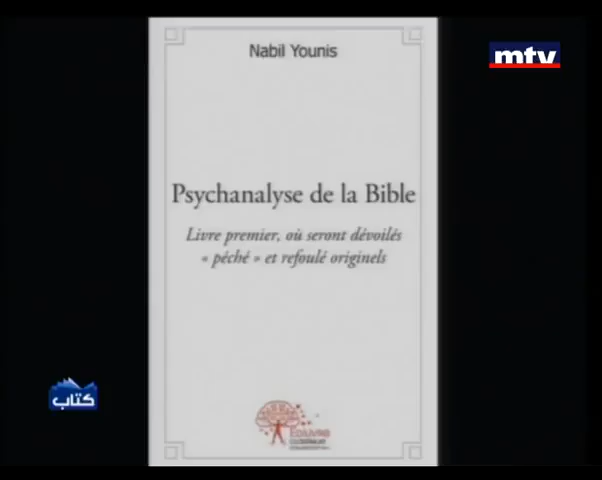 Nabil Younis
mtv
Psychanalyse de la Bible
Livre premier, où seront dévoilés
« péché » et refoulé originels
كتاب